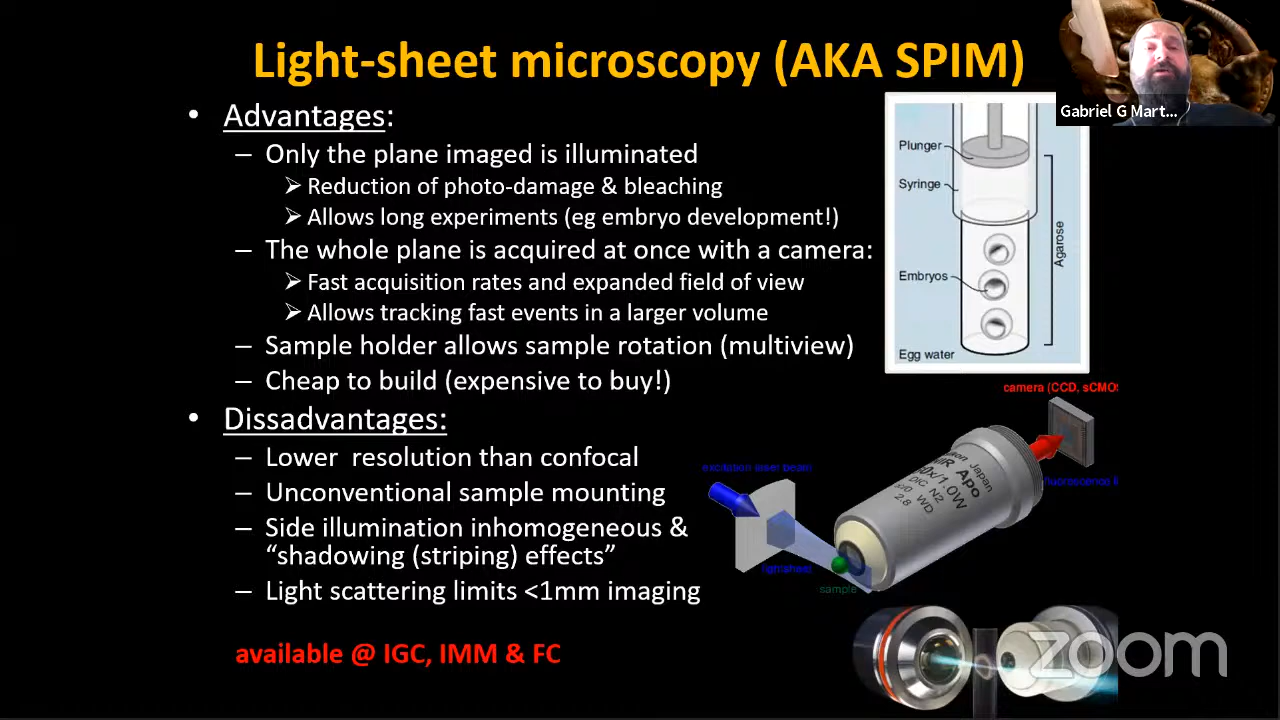 Light-sheet microscopy (AKA SPIM)
Gabriel G Mart...
• Advantages:
– Only the plane imaged is illuminated
➢ Reduction of photo-damage & bleaching
➢ Allows long experiments (eg embryo development!)
– The whole plane is acquired at once with a camera:
➢ Fast acquisition rates and expanded field of view
➢ Allows tracking fast events in a larger volume
– Sample holder allows sample rotation (multiview)
– Cheap to build (expensive to buy!)
• Dissadvantages:
– Lower resolution than confocal
– Unconventional sample mounting
– Side illumination inhomogeneous &
“shadowing (striping) effects”
– Light scattering limits <1mm imaging
available @ IGC, IMM & FC
Plunger
Syringe
Agarose
Embryos
Egg water
camera (CCD, sCMOS
excitation laser beam
Japan
IR Apo
0x/1.0W
DIC N2
WD
2.8
fluorescence li
lightsheet
sample
zoom